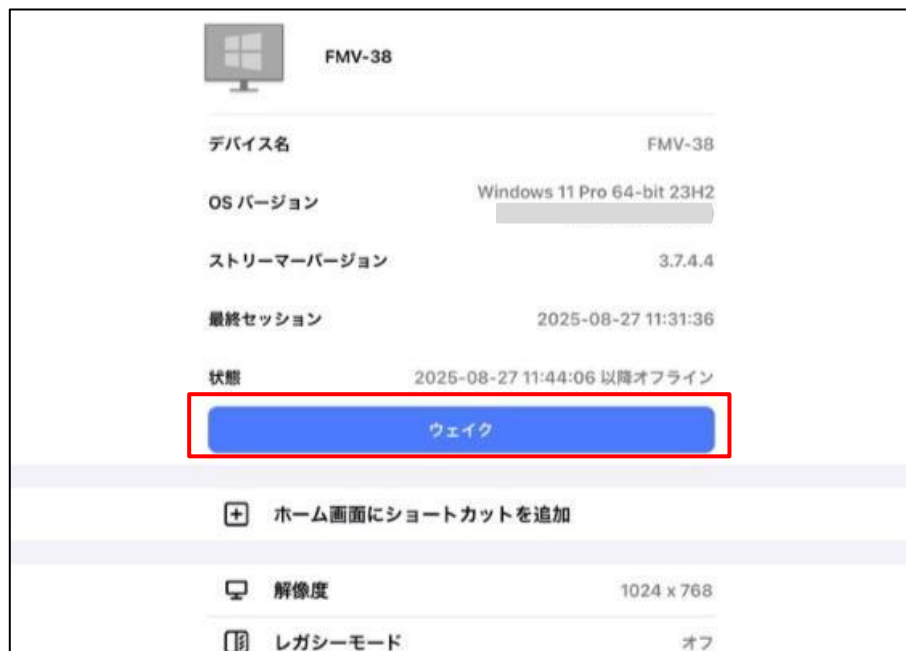 FMV-38
デバイス名 FMV-38
OS バージョン Windows 11 Pro 64-bit 23H2
ストリーマーバージョン 3.7.4.4
最終セッション 2025-08-27 11:31:36
状態 2025-08-27 11:44:06 以降オフライン
ウェイク
ホーム画面にショートカットを追加
解像度 1024 x 768
レガシーモード オフ